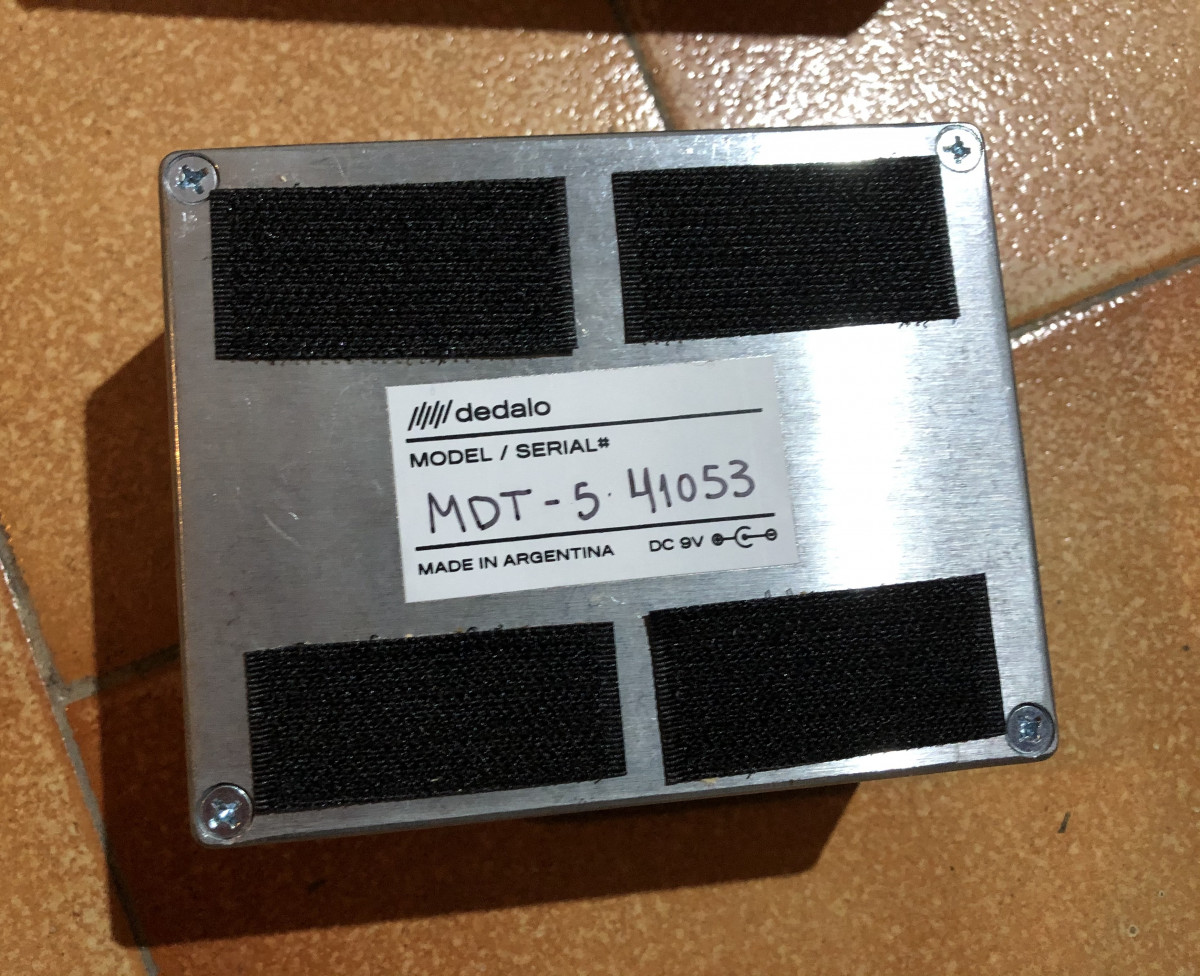 dedalo
MODEL / SERIAL#
MDT-5. 41053
MADE IN ARGENTINA DC 9V